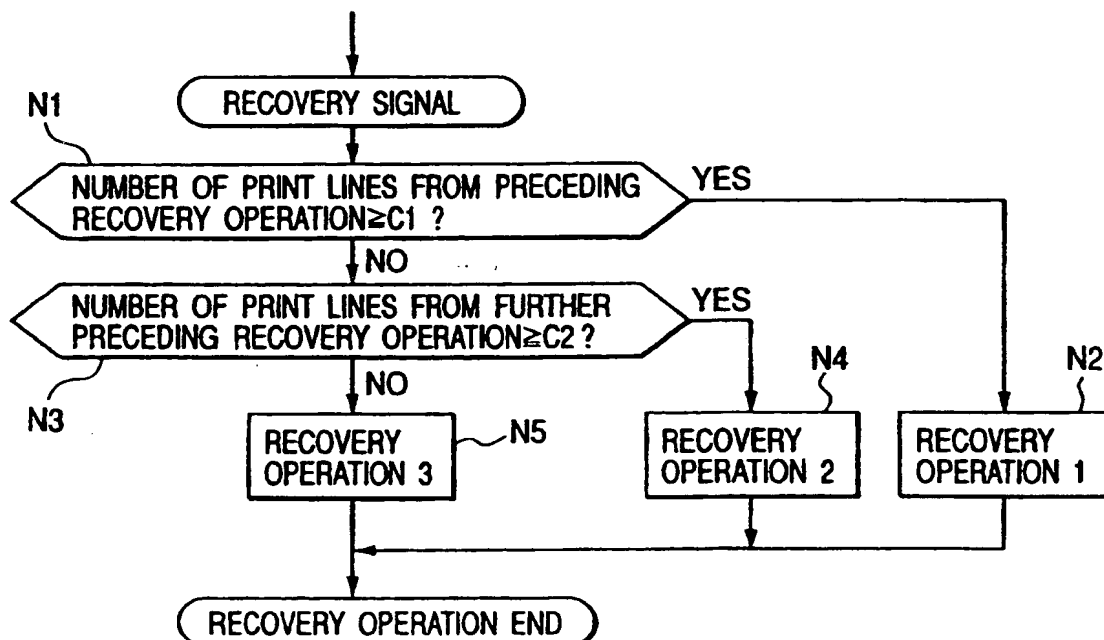 RECOVERY SIGNAL
N1
NUMBER OF PRINT LINES FROM PRECEDING
RECOVERY OPERATION≧C1 ?
YES
NO
NUMBER OF PRINT LINES FROM FURTHER
PRECEDING RECOVERY OPERATION≧C2 ?
YES
N3
NO
N4
N2
RECOVERY
OPERATION 3
N5
RECOVERY
OPERATION 2
RECOVERY
OPERATION 1
RECOVERY OPERATION END